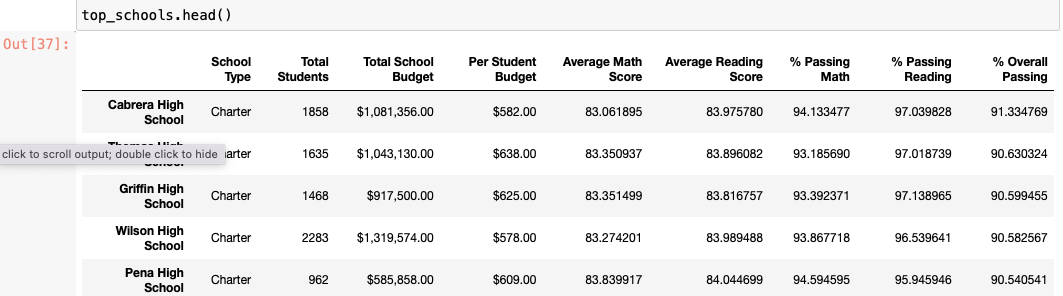 top_schools.head()
Out[37]:
School Type Total Students Total School Budget Per Student Budget Average Math Score Average Reading Score % Passing Math % Passing Reading % Overall Passing
Cabrera High School Charter 1858 $1,081,356.00 $582.00 83.061895 83.975780 94.133477 97.039828 91.334769
click to scroll output; double click to hide
arter 1635 $1,043,130.00 $638.00 83.350937 83.896082 93.185690 97.018739 90.630324
Griffin High School Charter 1468 $917,500.00 $625.00 83.351499 83.816757 93.392371 97.138965 90.599455
Wilson High School Charter 2283 $1,319,574.00 $578.00 83.274201 83.989488 93.867718 96.539641 90.582567
Pena High School Charter 962 $585,858.00 $609.00 83.839917 84.044699 94.594595 95.945946 90.540541